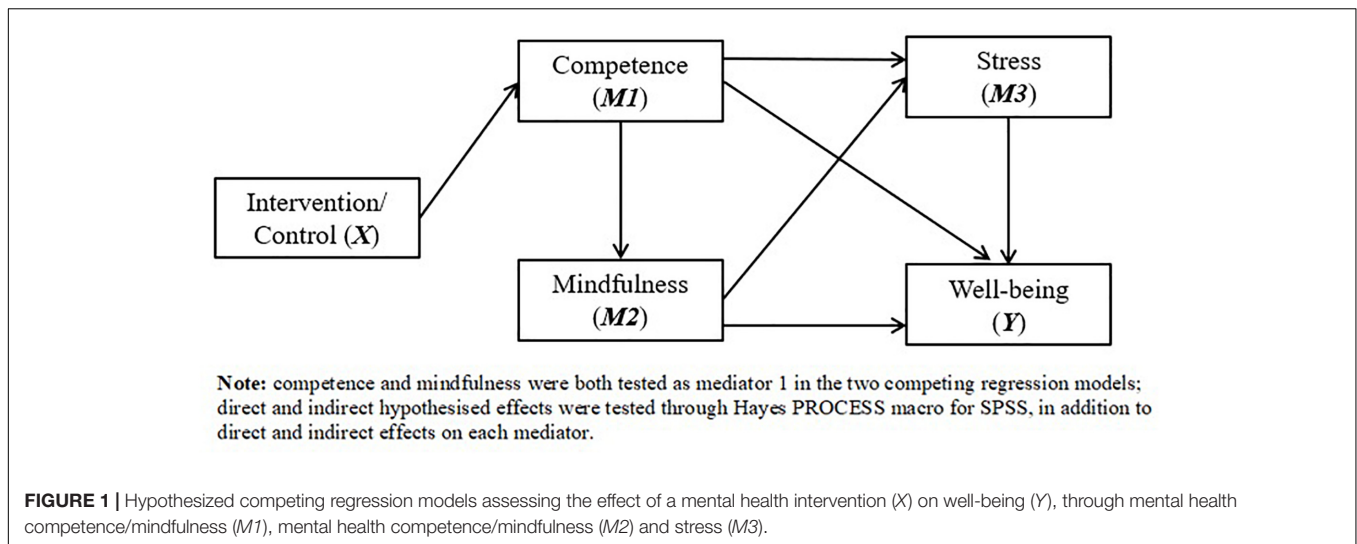 Competence
(M1)
Stress
(M3)
Intervention/
Control (X)
Mindfulness
(M2)
Well-being
(Y)
Note: competence and mindfulness were both tested as mediator 1 in the two competing regression models;
direct and indirect hypothesised effects were tested through Hayes PROCESS macro for SPSS, in addition to
direct and indirect effects on each mediator.
FIGURE 1 | Hypothesized competing regression models assessing the effect of a mental health intervention (X) on well-being (Y), through mental health
competence/mindfulness (M1), mental health competence/mindfulness (M2) and stress (M3).